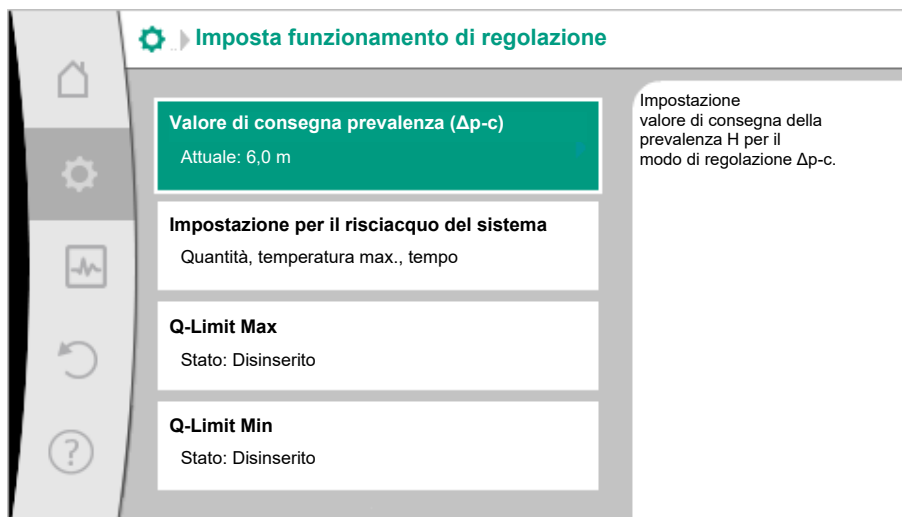 Imposta funzionamento di regolazione
Valore di consegna prevalenza (Δp-c)
Attuale: 6,0 m
Impostazione per il risciacquo del sistema
Quantità, temperatura max., tempo
Q-Limit Max
Stato: Disinserito
Q-Limit Min
Stato: Disinserito
Impostazione
valore di consegna della
prevalenza H per il
modo di regolazione Δp-c.
?